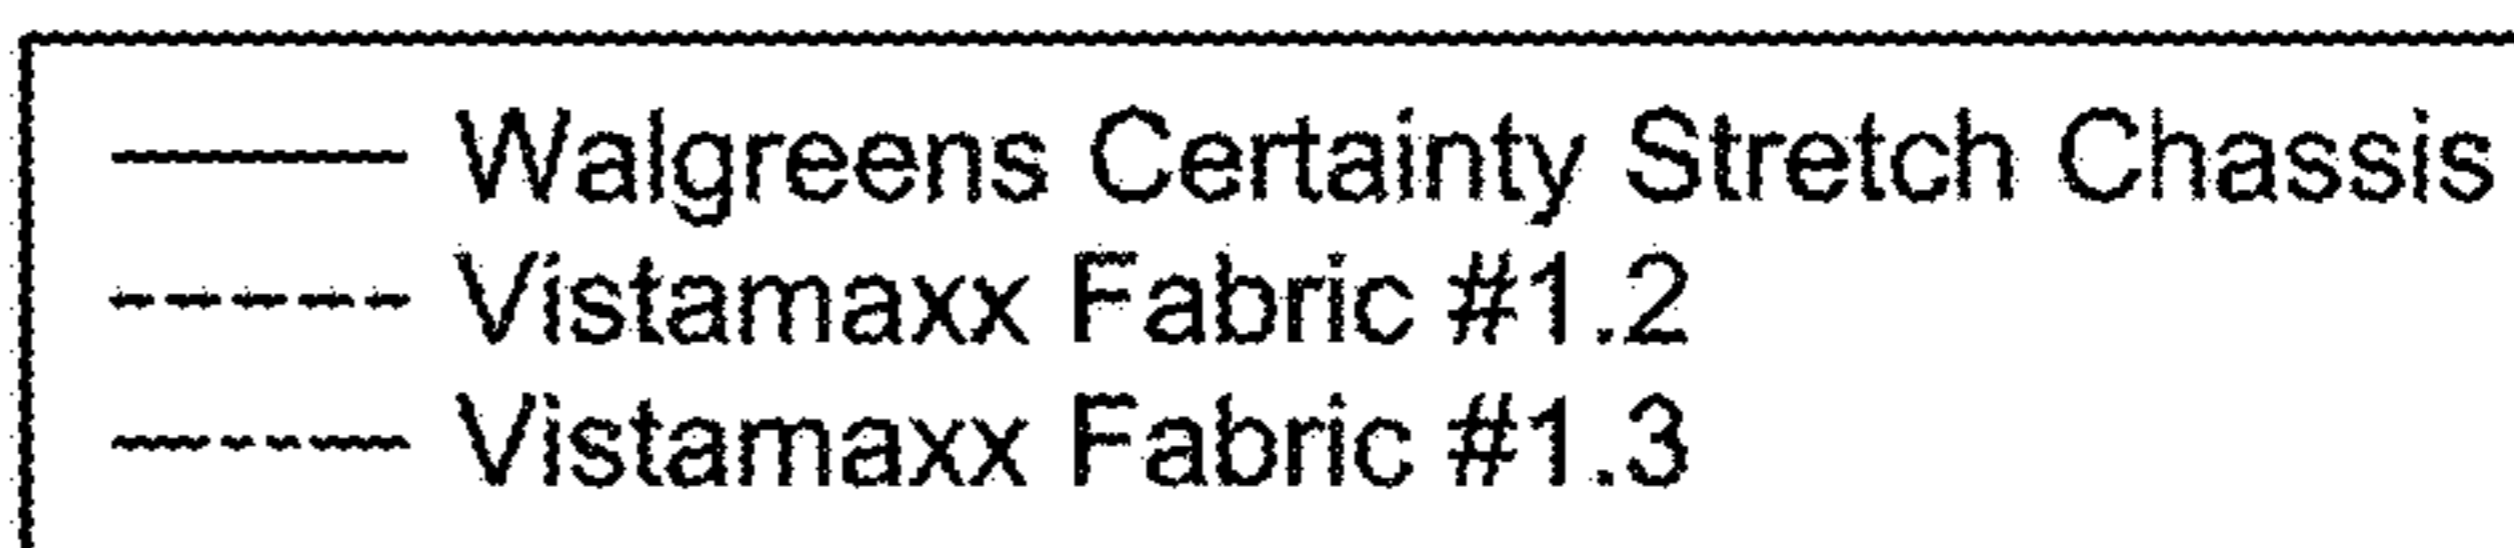 Walgreens Certainty Stretch Chassis
Vistamaxx Fabric #1.2
Vistamaxx Fabric #1.3